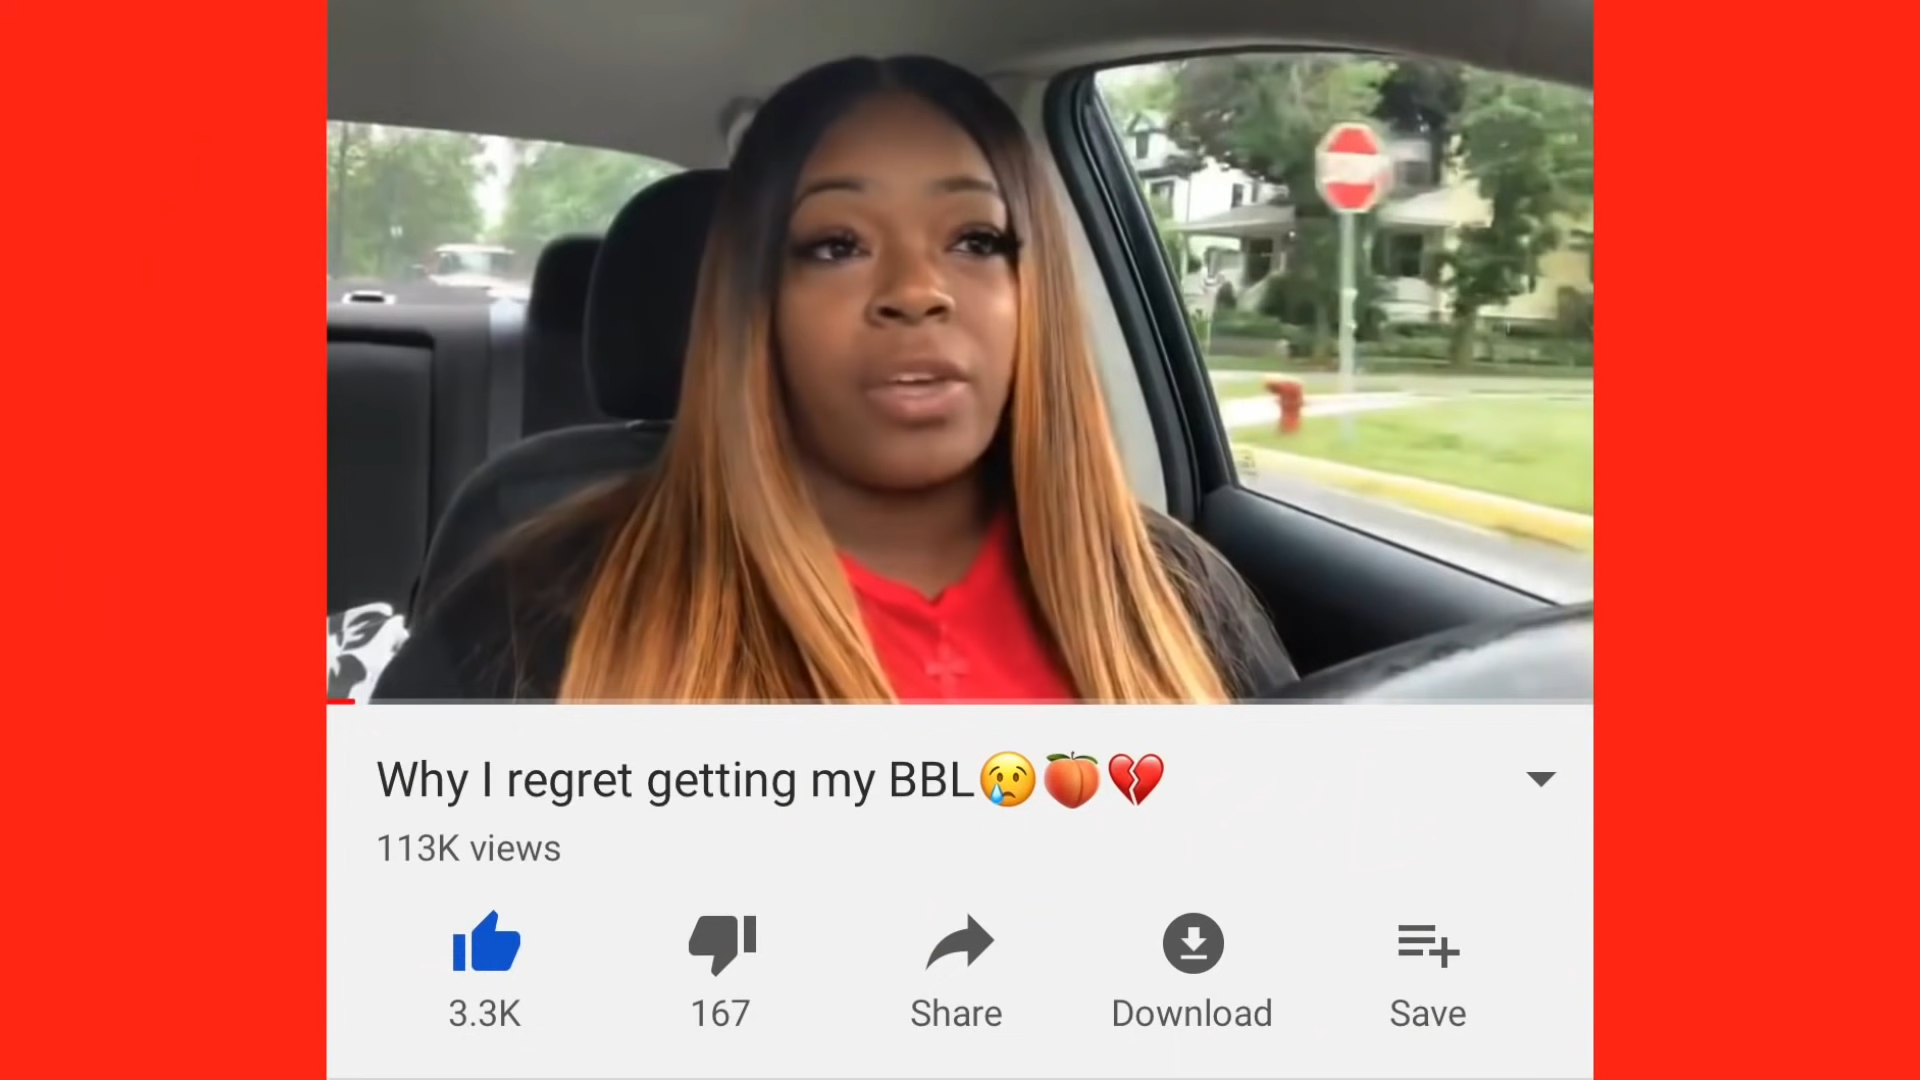 Why I regret getting my BBL😢🍑💔
113K views
3.3K
167
Share
Download
Save